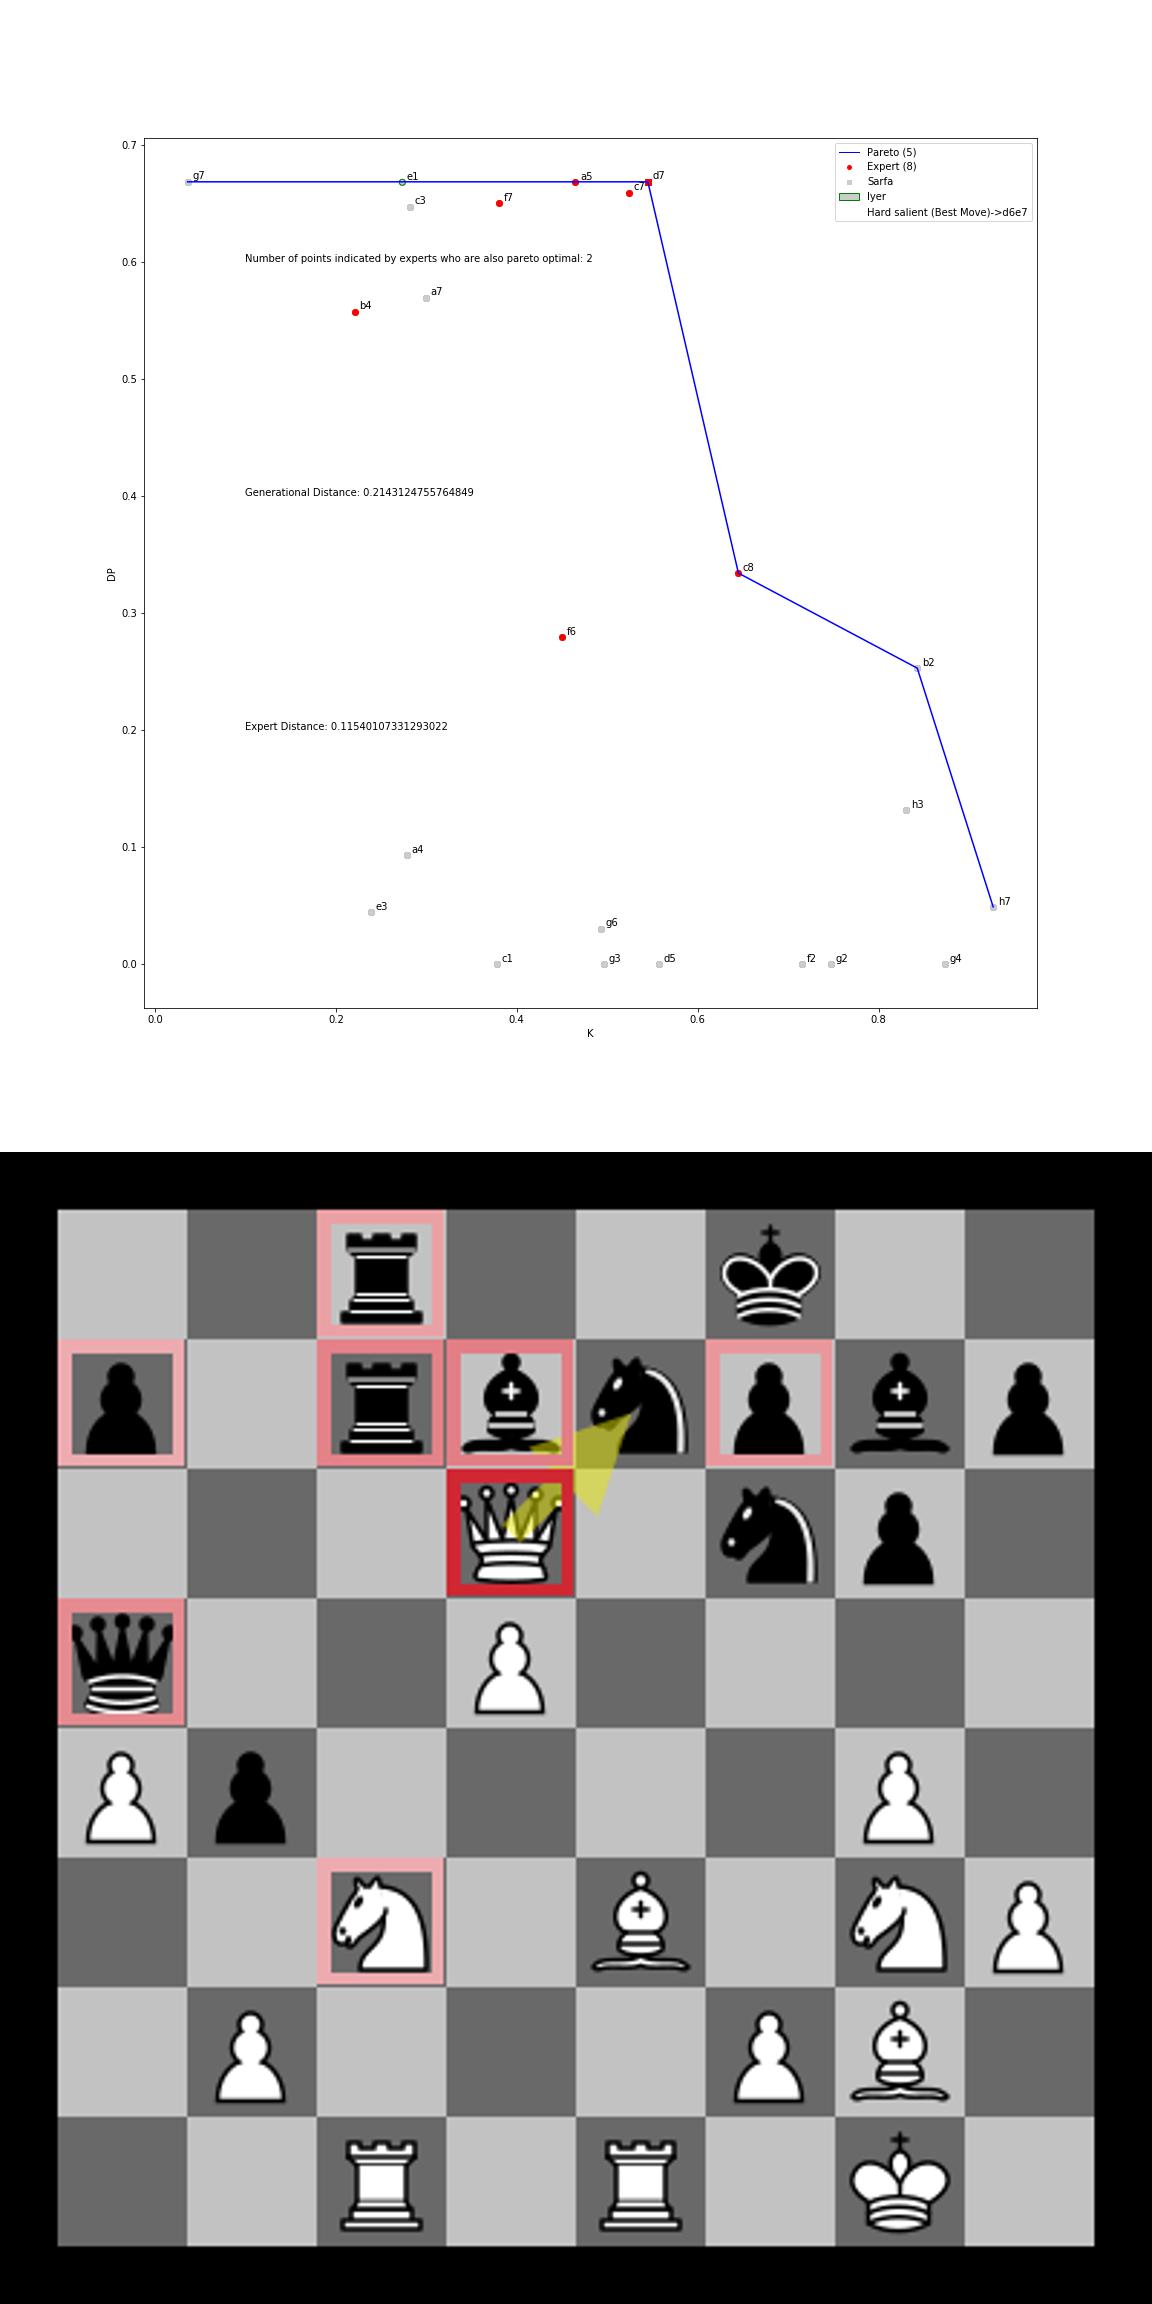 0.7
0.6
0.5
0.4
0.3
0.2
0.1
0.0
DP
Pareto (5)
Expert (8)
Sarfa
Iyer
Hard salient (Best Move)->d6e7
g7
e1
a5
d7
c7
c3
f7
Number of points indicated by experts who are also pareto optimal: 2
a7
b4
Generational Distance: 0.2143124755764849
c8
f6
b2
Expert Distance: 0.11540107331293022
h3
a4
e3
h7
g6
c1
g3
d5
f2
g2
g4
0.0
0.2
0.4
0.6
0.8
K